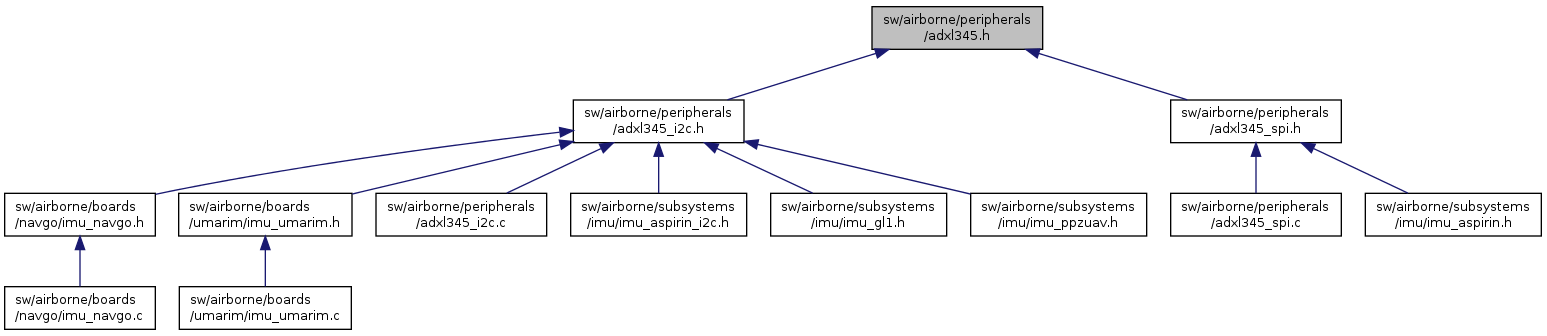 sw/airborne/peripherals
/adxl345.h
sw/airborne/peripherals
/adxl345_i2c.h
sw/airborne/peripherals
/adxl345_spi.h
sw/airborne/boards
/navgo/imu_navgo.h
sw/airborne/boards
/umarim/imu_umarim.h
sw/airborne/peripherals
/adxl345_i2c.c
sw/airborne/subsystems
/imu/imu_aspirin_i2c.h
sw/airborne/subsystems
/imu/imu_gl1.h
sw/airborne/subsystems
/imu/imu_ppzuav.h
sw/airborne/peripherals
/adxl345_spi.c
sw/airborne/subsystems
/imu/imu_aspirin.h
sw/airborne/boards
/navgo/imu_navgo.c
sw/airborne/boards
/umarim/imu_umarim.c